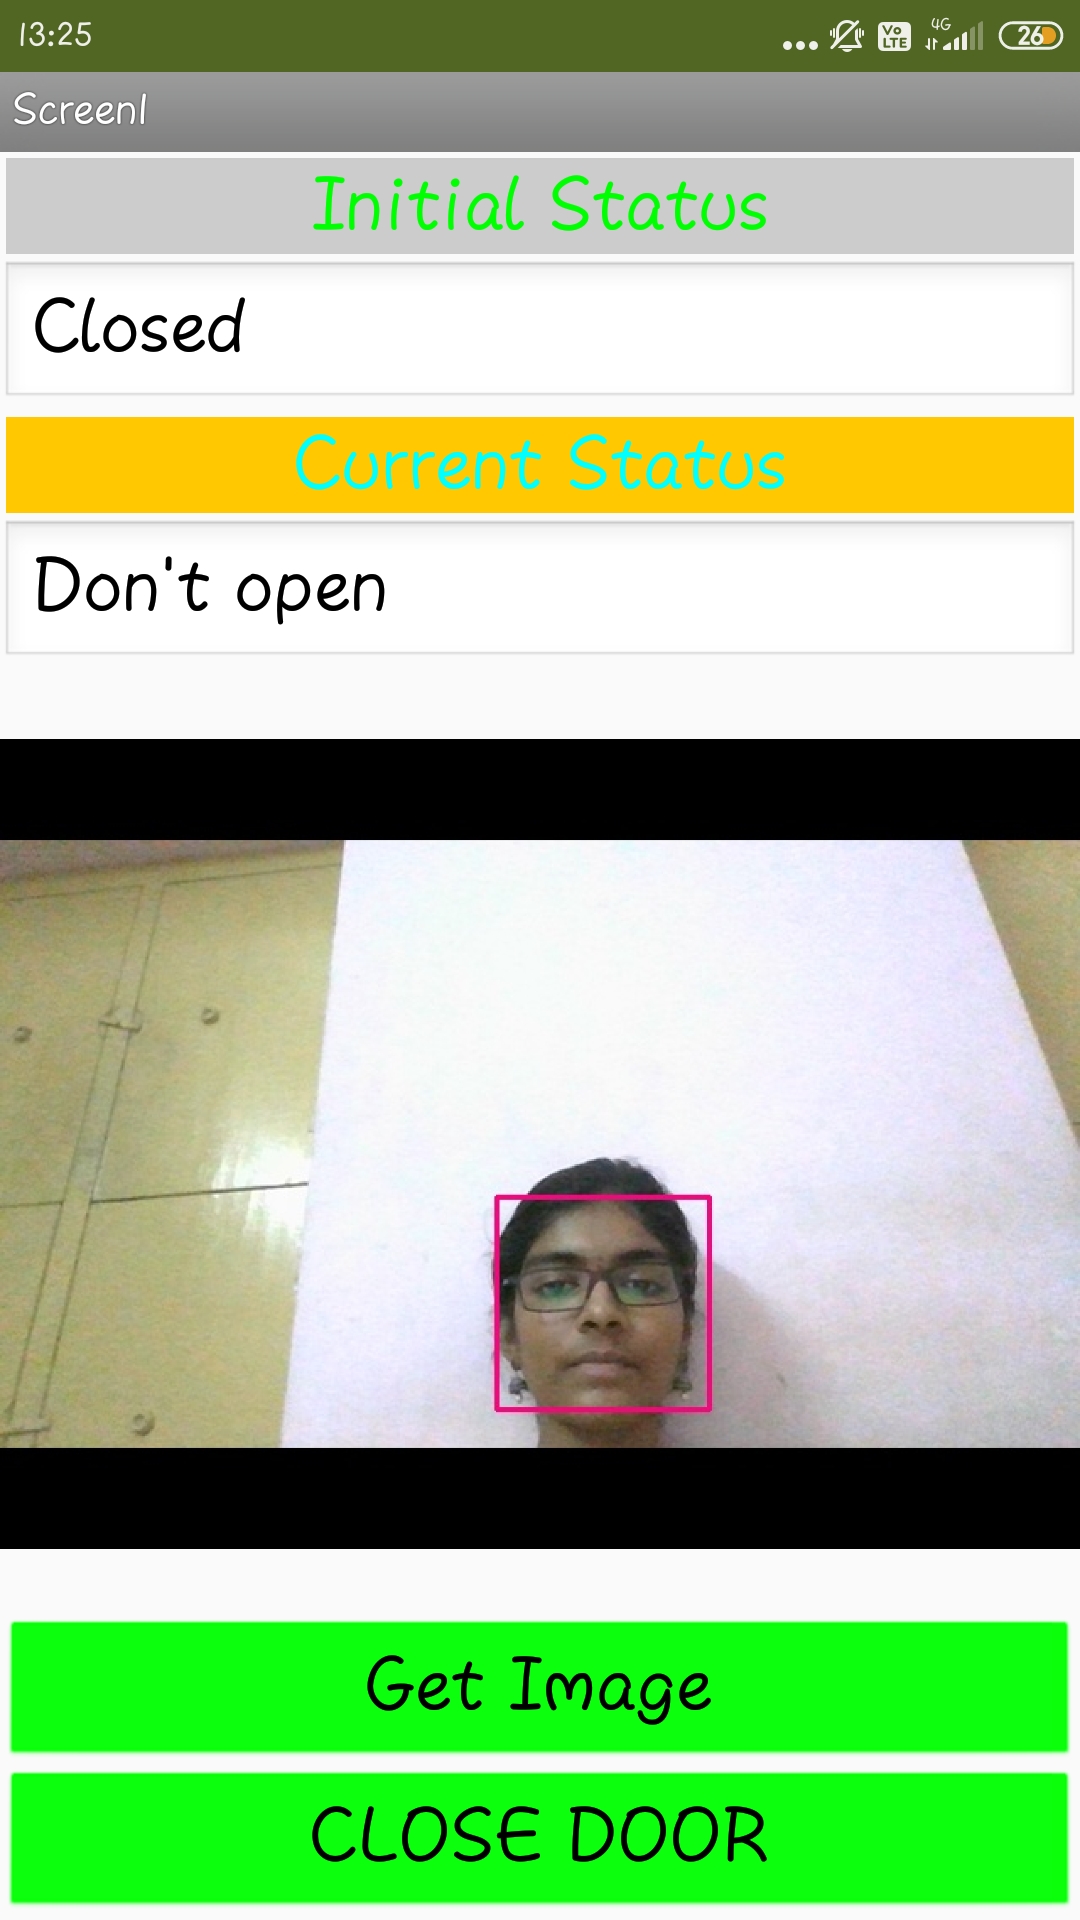 13:25
4G
Vo
LTE
26
Screen1
Initial Status
Closed
Current Status
Don't open
Get Image
CLOSE DOOR